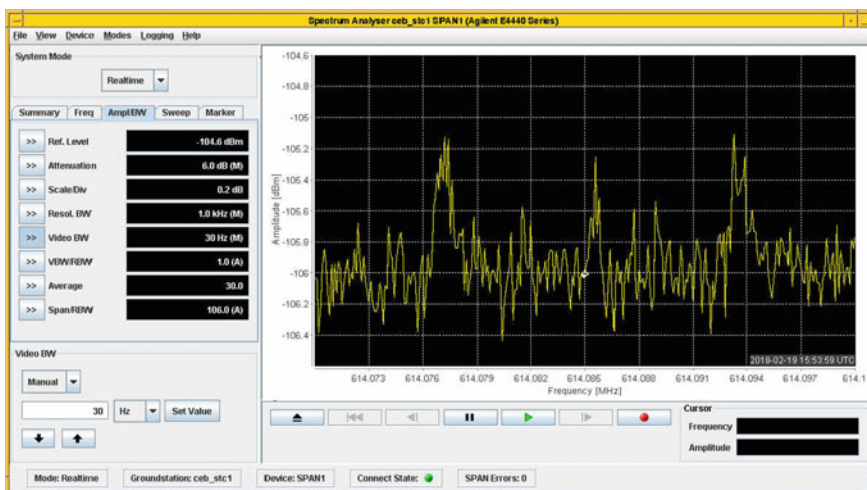 Spectrum Analyser ceb_stc1 SPAN1 (Agilent E4440 Series)
File View Device Modes Logging Help
System Mode
Realtime
Summary Freq Ampl/BW Sweep Marker
>> Ref. Level -104.6 dBm
>> Attenuation 6.0 dB (M)
>> Scale/Div 0.2 dB
>> Resol. BW 1.0 kHz (M)
>> Video BW 30 Hz (M)
>> VBW/RBW 1.0 (A)
>> Average 30.0
>> Span/RBW 106.0 (A)
Video BW
Manual
30 Hz Set Value
Amplitude [dBm]
-104.6
-104.8
-105
-105.2
-105.4
-105.6
-105.8
-106
-106.2
-106.4
2018-02-19 15:53:59 UTC
614.073 614.076 614.079 614.082 614.085 614.088 614.091 614.094 614.097 614.1
Frequency [MHz]
Cursor
Frequency
Amplitude
Mode: Realtime Groundstation: ceb_stc1 Device: SPAN1 Connect State: SPAN Errors: 0